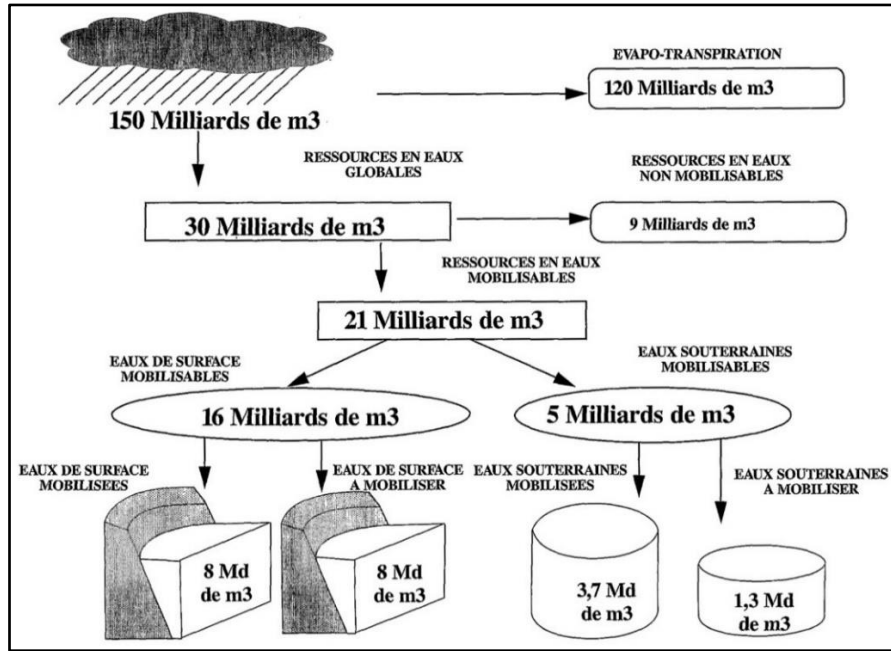 EVAPO-TRANSPIRATION
120 Milliards de m3
150 Milliards de m3
RESSOURCES EN EAUX
GLOBALES
RESSOURCES EN EAUX
NON MOBILISABLES
30 Milliards de m3
9 Milliards de m3
RESSOURCES EN EAUX
MOBILISABLES
21 Milliards de m3
EAUX DE SURFACE
MOBILISABLES
EAUX SOUTERRAINES
MOBILISABLES
16 Milliards de m3
5 Milliards de m3
EAUX DE SURFACE
MOBILISEES
EAUX DE SURFACE
A MOBILISER
EAUX SOUTERRAINES
MOBILISEES
EAUX SOUTERRAINES
A MOBILISER
8 Md
de m3
8 Md
de m3
3,7 Md
de m3
1,3 Md
de m3